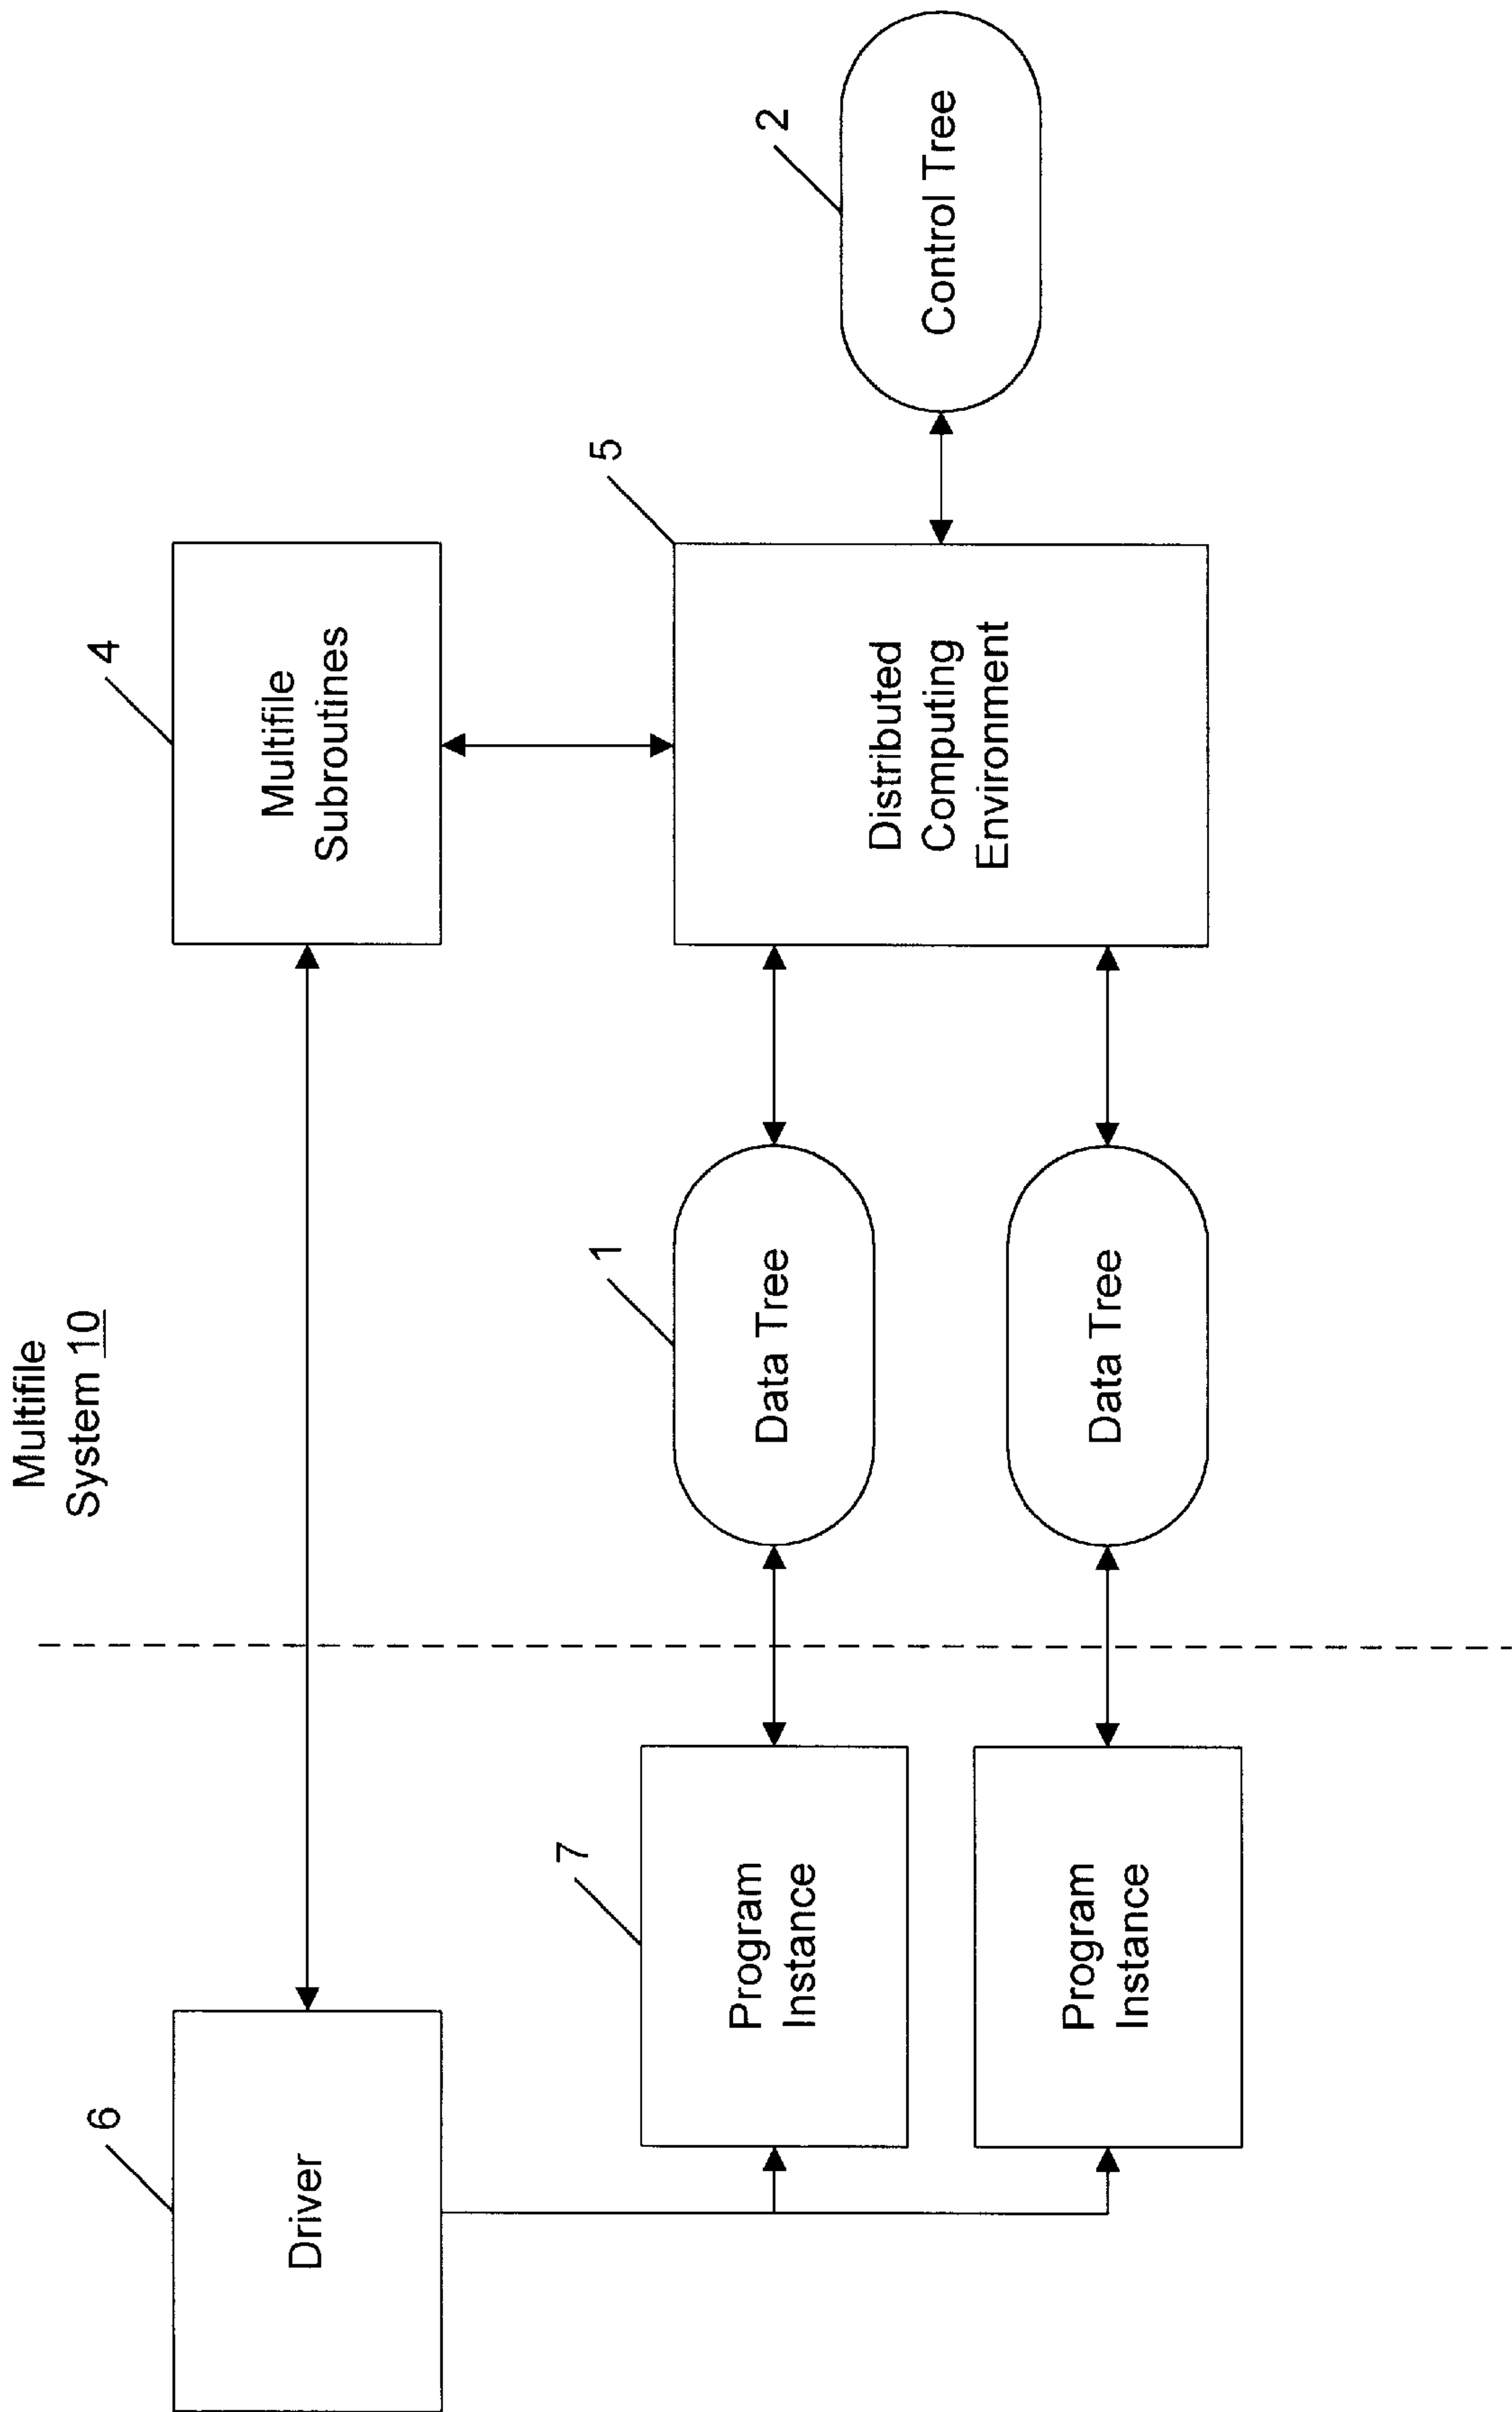 Multifile
System 10
6
Driver
4
Multifile
Subroutines
7
Program
Instance
1
Data Tree
5
Distributed
Computing
Environment
2
Control Tree
Program
Instance
Data Tree